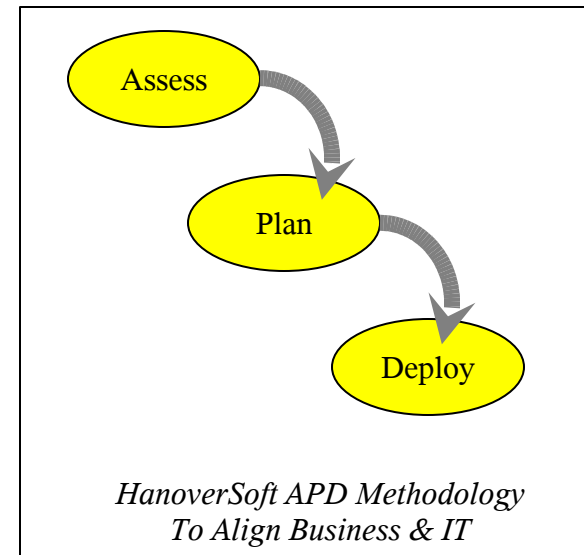 Assess
Plan
Deploy
HanoverSoft APD Methodology
To Align Business & IT